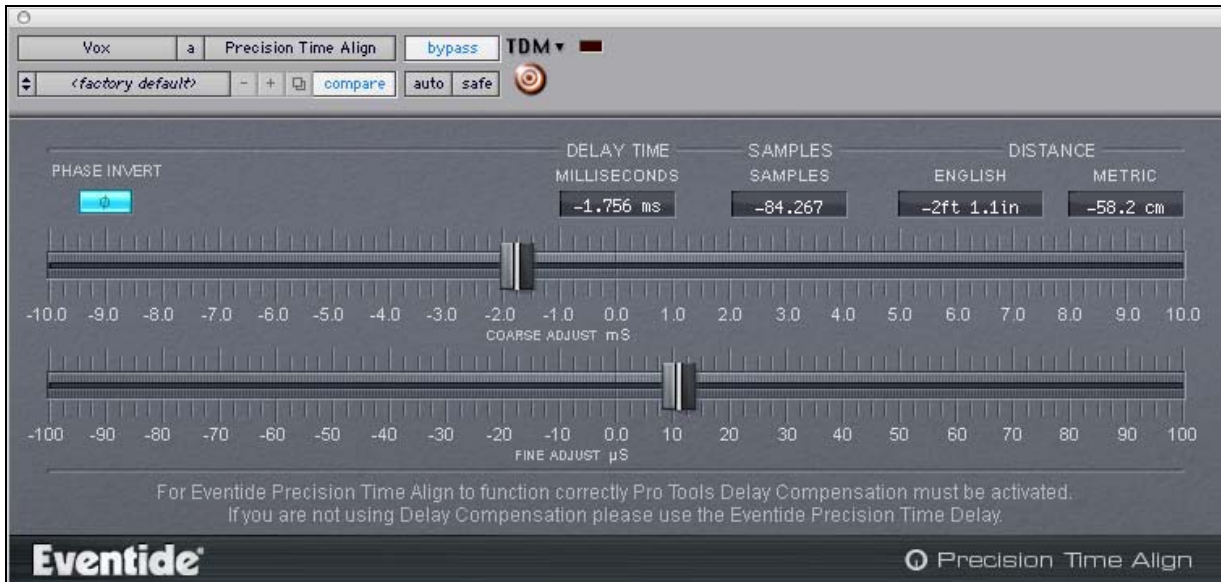 Vox a Precision Time Align bypass TDM
<factory default> - + compare auto safe
DELAY TIME SAMPLES DISTANCE
PHASE INVERT MILLISECONDS SAMPLES ENGLISH METRIC
ϕ -1.756 ms -84.267 -2ft 1.1in -58.2 cm
-10.0 -9.0 -8.0 -7.0 -6.0 -5.0 -4.0 -3.0 -2.0 -1.0 0.0 1.0 2.0 3.0 4.0 5.0 6.0 7.0 8.0 9.0 10.0
COARSE ADJUST mS
-100 -90 -80 -70 -60 -50 -40 -30 -20 -10 0.0 10 20 30 40 50 60 70 80 90 100
FINE ADJUST µS
For Eventide Precision Time Align to function correctly Pro Tools Delay Compensation must be activated.
If you are not using Delay Compensation please use the Eventide Precision Time Delay.
Eventide® Precision Time Align